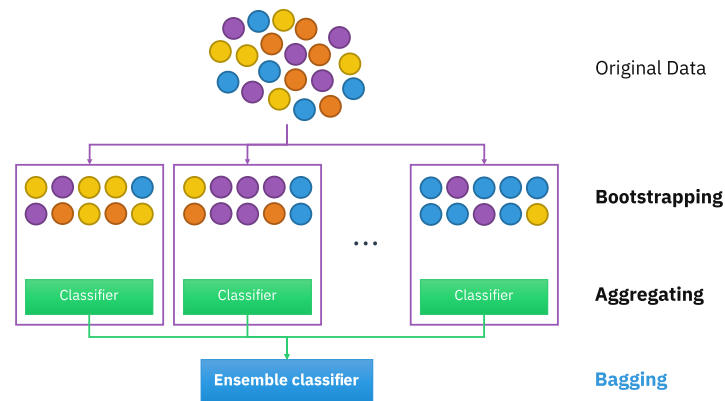 Original Data
Bootstrapping
...
Classifier
Classifier
Classifier
Aggregating
Ensemble classifier
Bagging